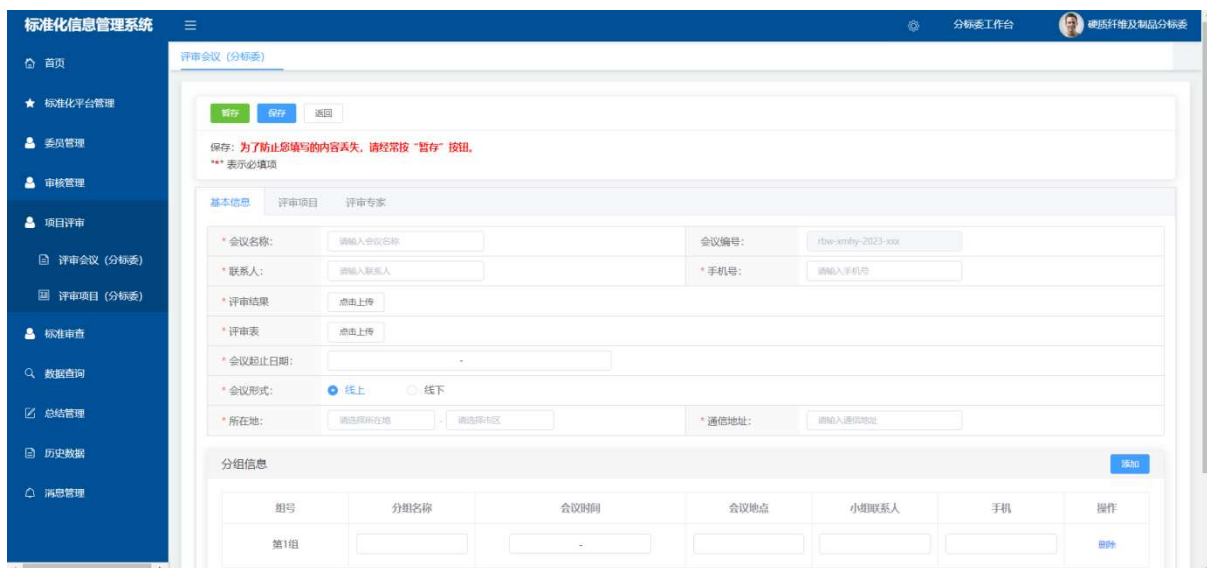 标准化信息管理系统
分标委工作台
硬质纤维及制品分标委
首页
标准化平台管理
委员管理
审核管理
项目评审
评审会议（分标委）
评审项目（分标委）
标准审查
数据查询
总结管理
历史数据
消息管理
评审会议（分标委）
暂存 保存 返回
保存：为了防止您填写的内容丢失，请经常按“暂存”按钮。
"*" 表示必填项
基本信息 评审项目 评审专家
* 会议名称： 请输入会议名称 会议编号： rbw-xmhy-2023-xxx
* 联系人： 请输入联系人 * 手机号： 请输入手机号
* 评审结果 点击上传
* 评审表 点击上传
* 会议起止日期： -
* 会议形式： 线上 线下
* 所在地： 请选择所在地 - 请选择市区 * 通信地址： 请输入通信地址
分组信息 添加
组号 分组名称 会议时间 会议地点 小组联系人 手机 操作
第1组 - 删除